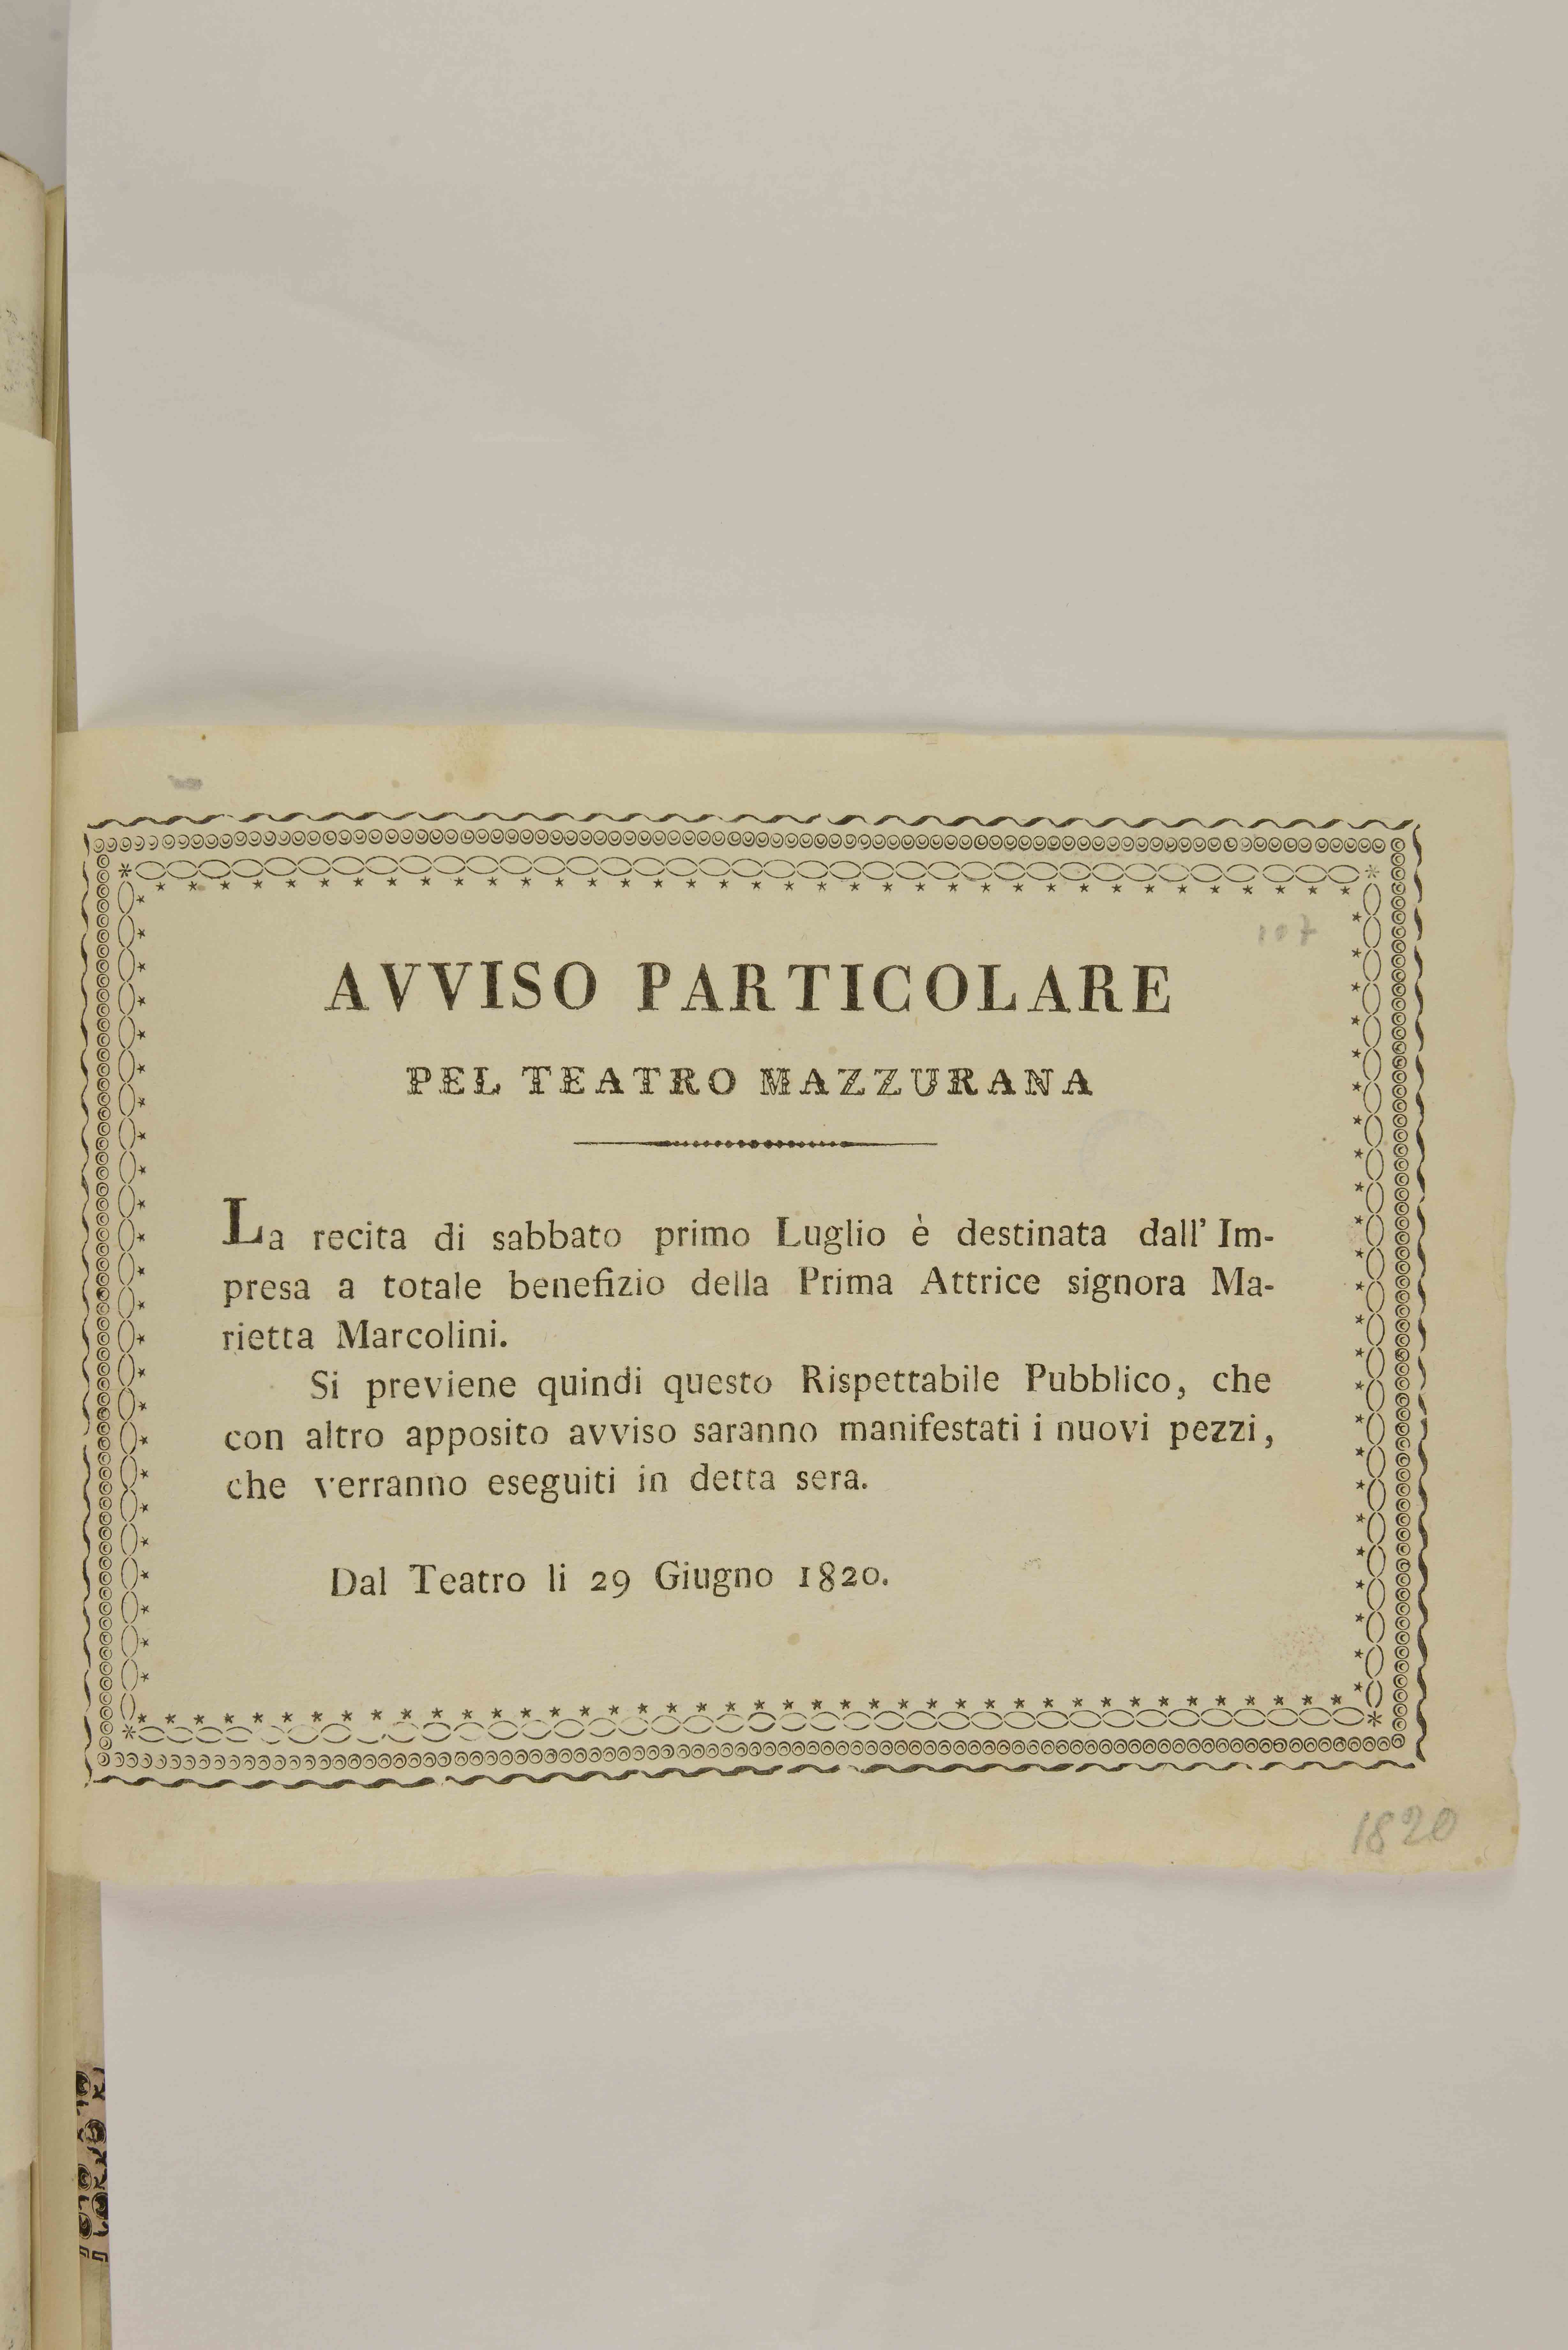 107
AVVISO PARTICOLARE
PEL TEATRO MAZZURANA
La recita di sabbato primo Luglio è destinata dall' Im-
presa a totale benefizio della Prima Attrice signora Ma-
rietta Marcolini.
Si previene quindi questo Rispettabile Pubblico, che
con altro apposito avviso saranno manifestati i nuovi pezzi,
che verranno eseguiti in detta sera.
Dal Teatro li 29 Giugno 1820.
1820